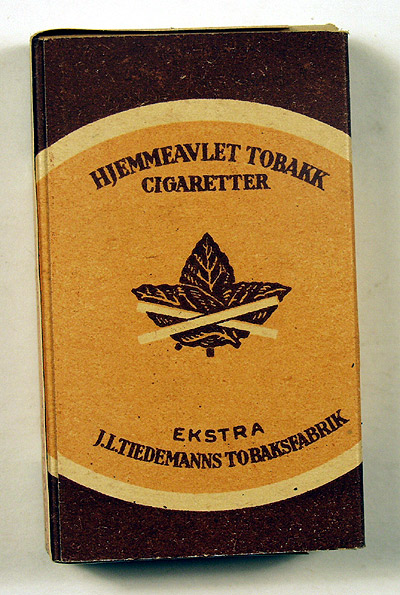 HJEMMEAVLET TOBAKK
CIGARETTER
EKSTRA
J.L.TIEDEMANNS TOBAKSFABRIK